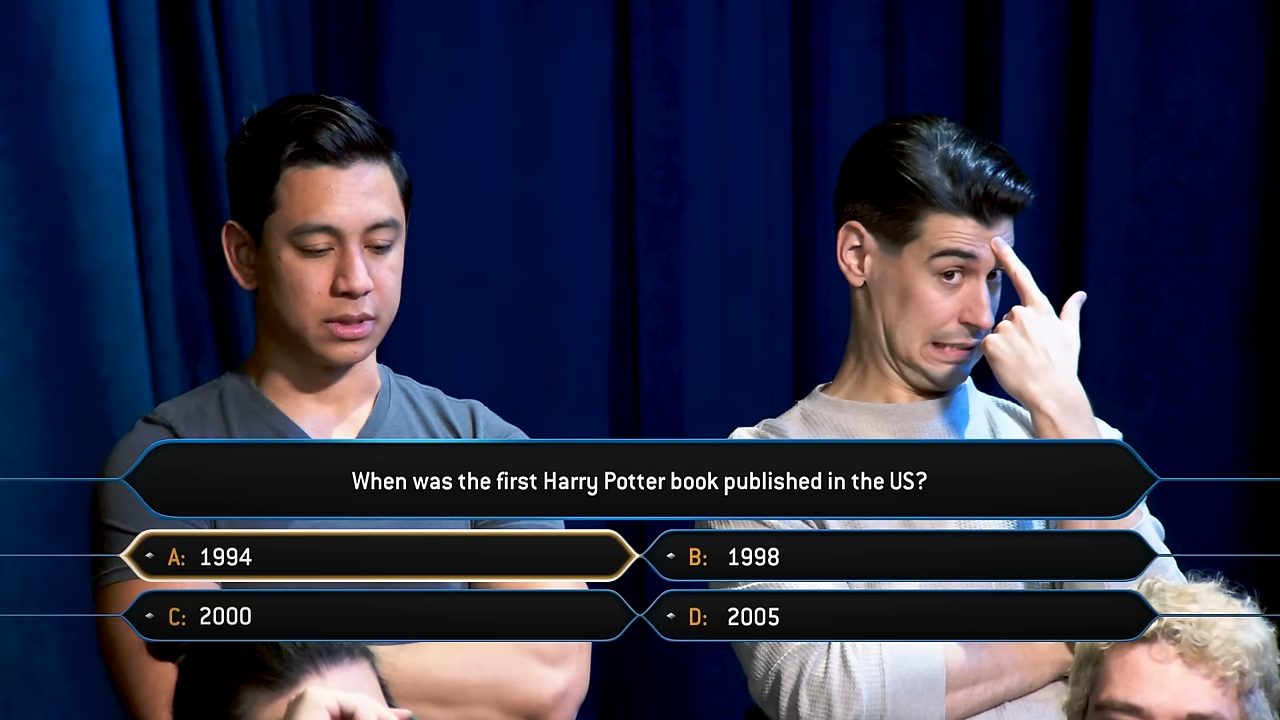 When was the first Harry Potter book published in the US?
A: 1994
B: 1998
C: 2000
D: 2005